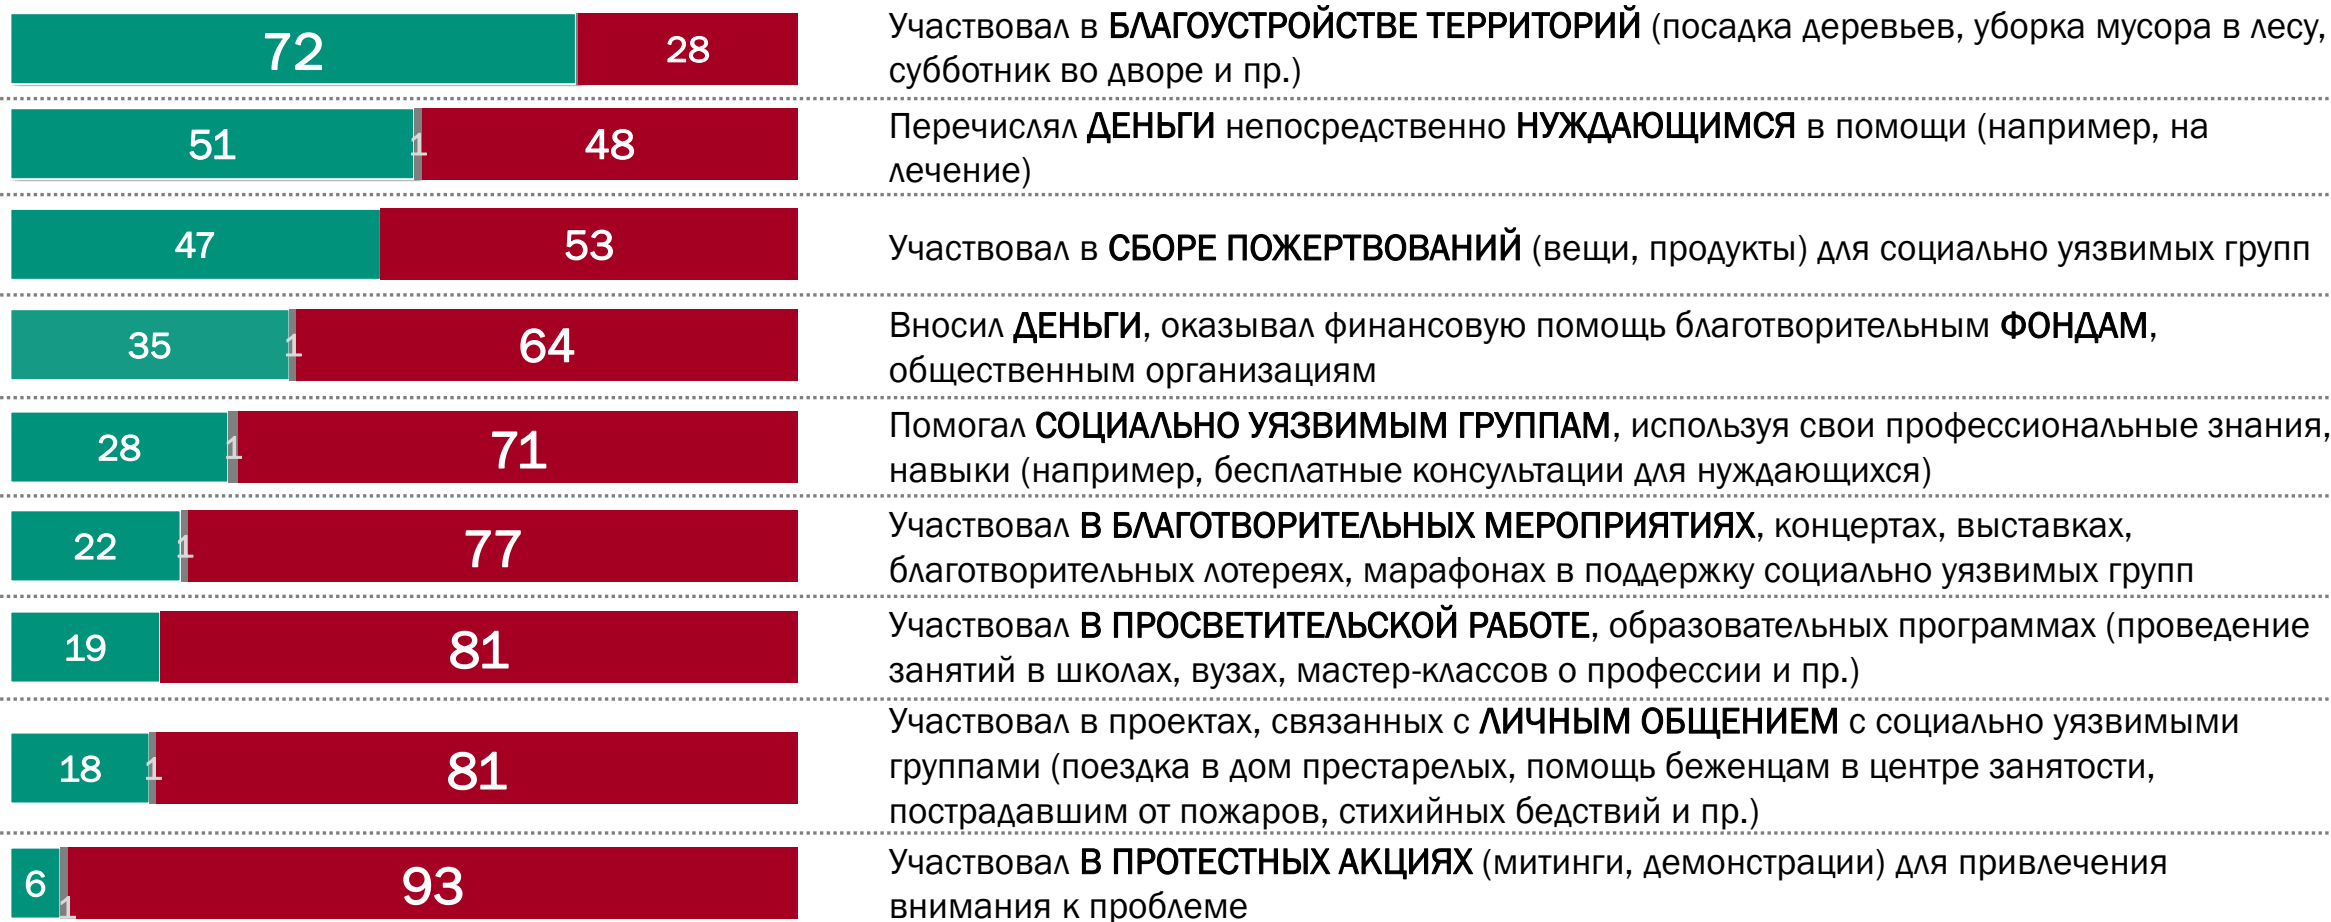 72 28
Участвовал в БЛАГОУСТРОЙСТВЕ ТЕРРИТОРИЙ (посадка деревьев, уборка мусора в лесу,
субботник во дворе и пр.)
51 1 48
Перечислял ДЕНЬГИ непосредственно НУЖДАЮЩИМСЯ в помощи (например, на
лечение)
47 53
Участвовал в СБОРЕ ПОЖЕРТВОВАНИЙ (вещи, продукты) для социально уязвимых групп
35 1 64
Вносил ДЕНЬГИ, оказывал финансовую помощь благотворительным ФОНДАМ,
общественным организациям
28 1 71
Помогал СОЦИАЛЬНО УЯЗВИМЫМ ГРУППАМ, используя свои профессиональные знания,
навыки (например, бесплатные консультации для нуждающихся)
22 1 77
Участвовал В БЛАГОТВОРИТЕЛЬНЫХ МЕРОПРИЯТИЯХ, концертах, выставках,
благотворительных лотереях, марафонах в поддержку социально уязвимых групп
19 81
Участвовал В ПРОСВЕТИТЕЛЬСКОЙ РАБОТЕ, образовательных программах (проведение
занятий в школах, вузах, мастер-классов о профессии и пр.)
18 1 81
Участвовал в проектах, связанных с ЛИЧНЫМ ОБЩЕНИЕМ с социально уязвимыми
группами (поездка в дом престарелых, помощь беженцам в центре занятости,
пострадавшим от пожаров, стихийных бедствий и пр.)
6 1 93
Участвовал В ПРОТЕСТНЫХ АКЦИЯХ (митинги, демонстрации) для привлечения
внимания к проблеме